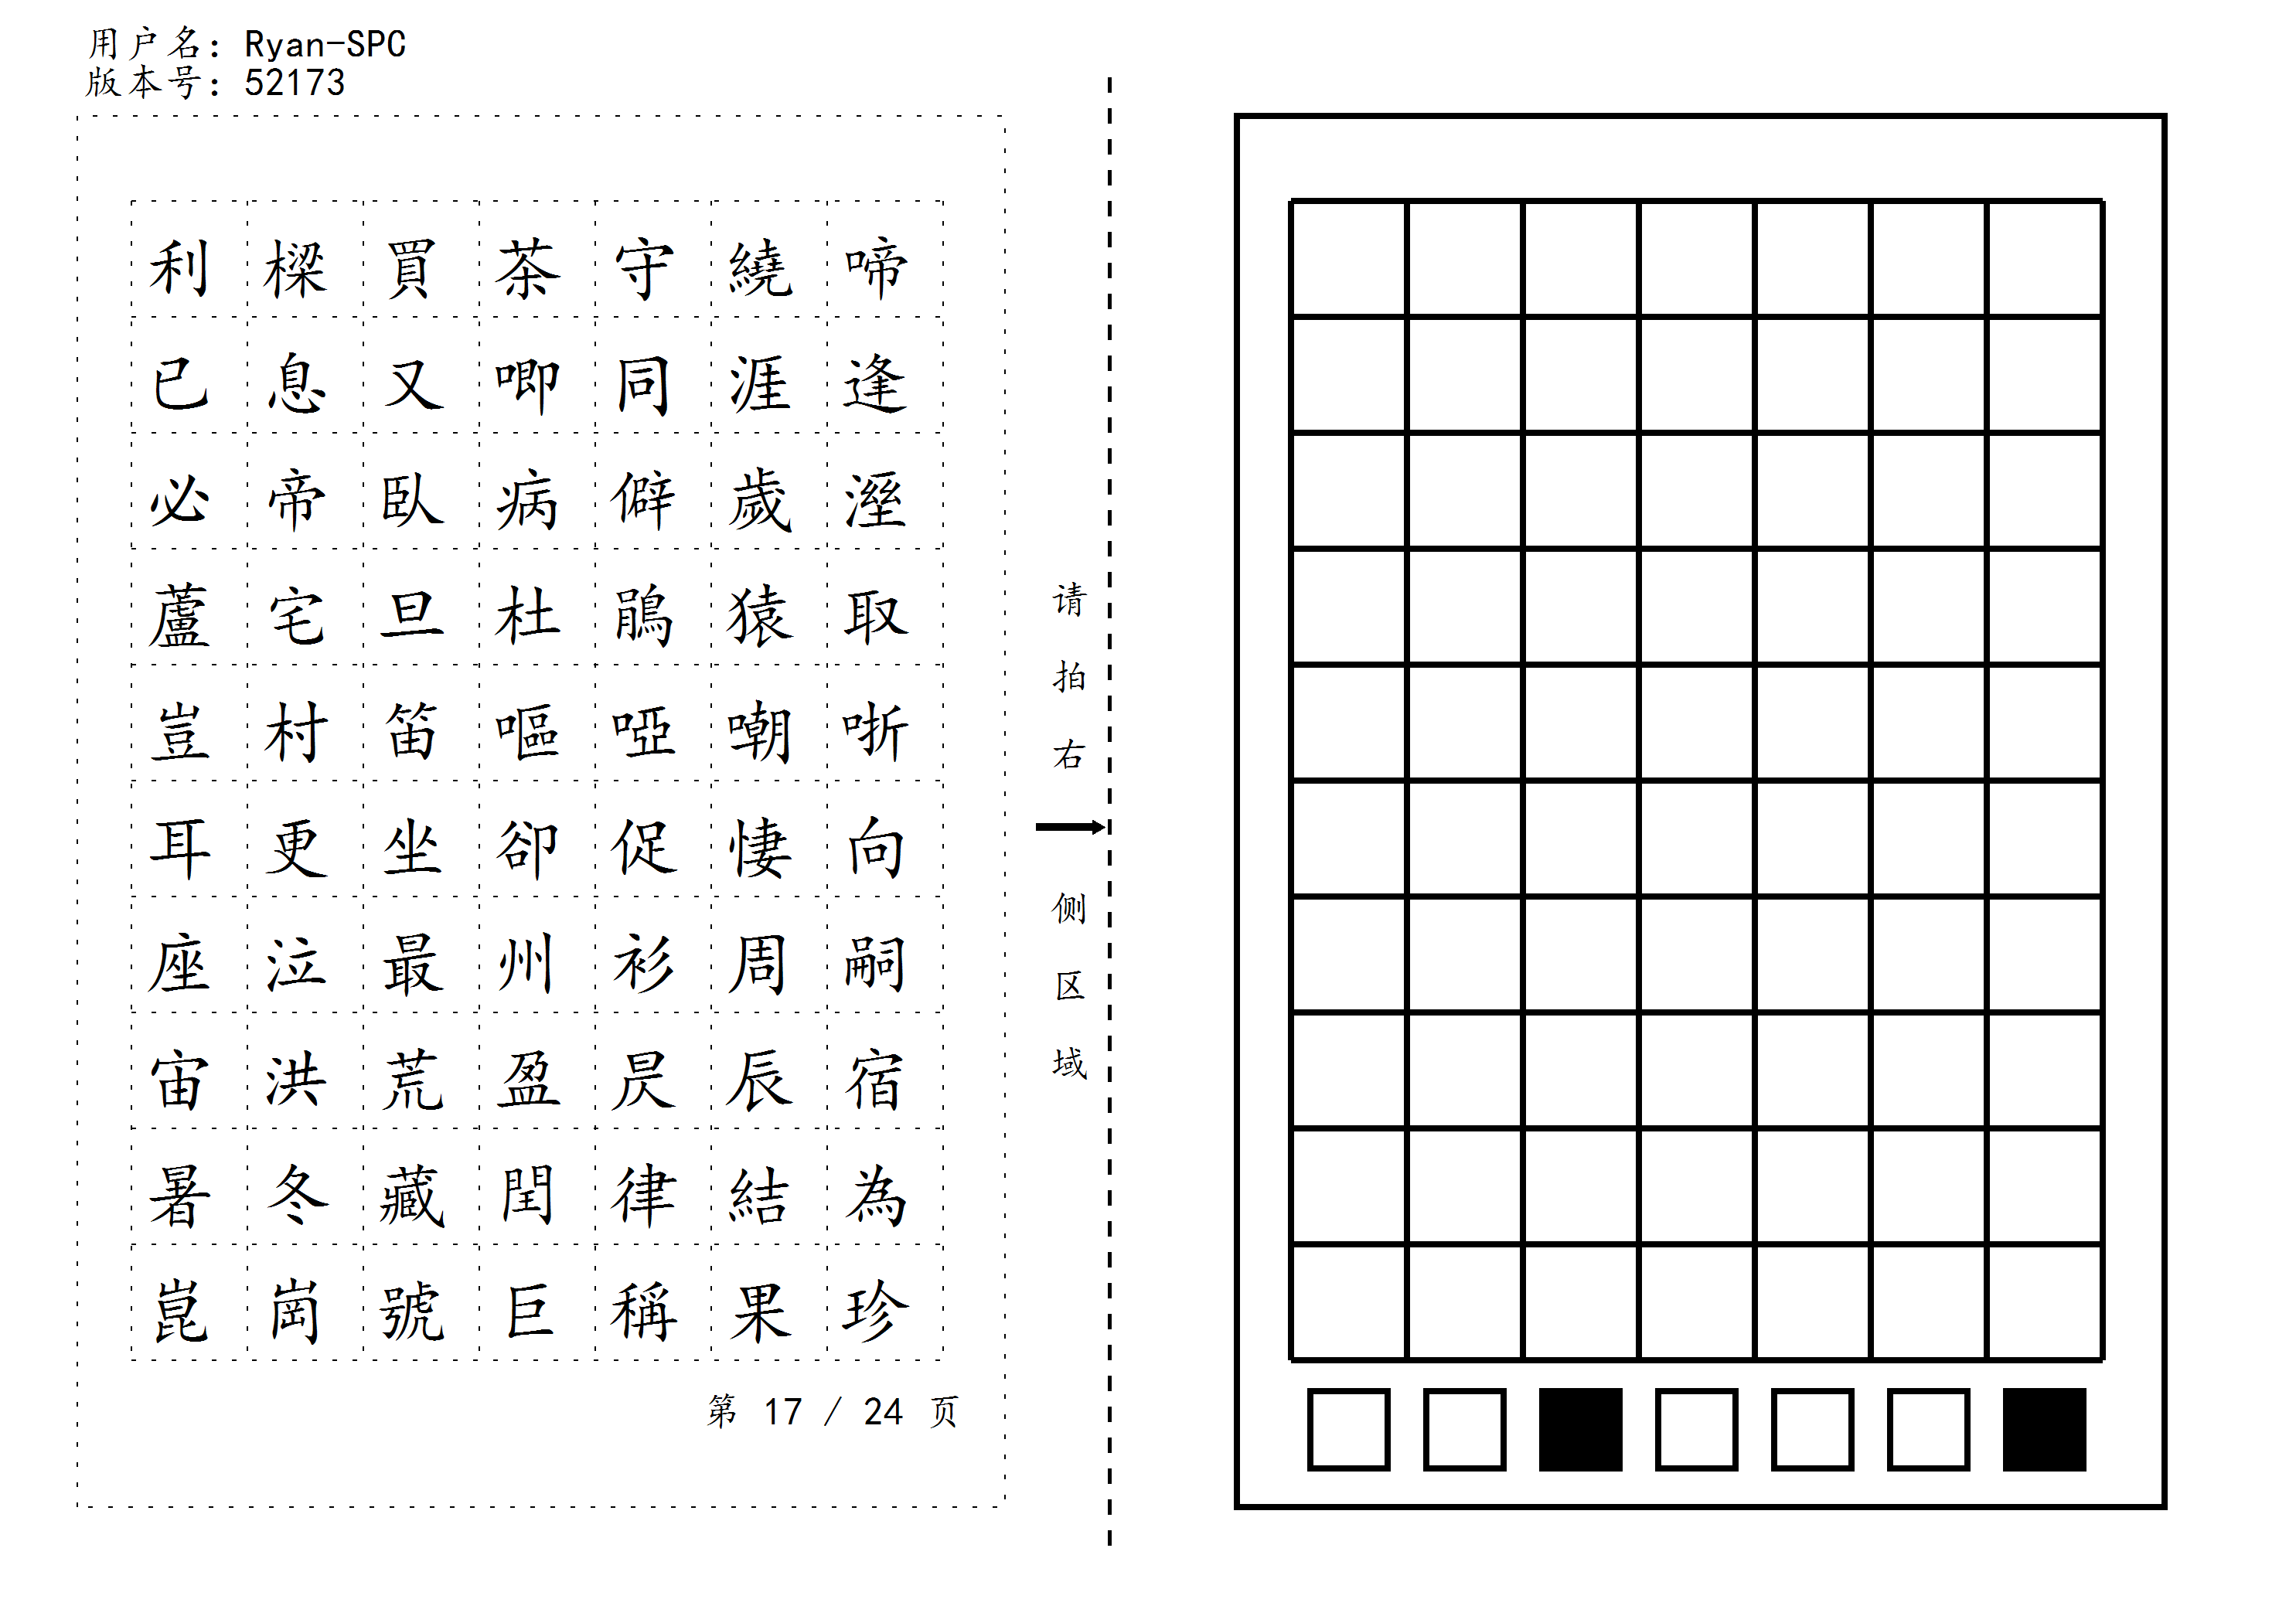 用户名: Ryan-SPC
版本号: 52173
利 樑 買 茶 守 繞 啼
已 息 又 唧 同 涯 逢
必 帝 臥 病 僻 歲 溼
蘆 宅 旦 杜 鵑 猿 取
豈 村 笛 嘔 啞 嘲 哳
耳 更 坐 卻 促 悽 向
座 泣 最 州 衫 周 嗣
宙 洪 荒 盈 昃 辰 宿
暑 冬 藏 閏 律 結 為
崑 崗 號 巨 稱 果 珍
第 17 / 24 页
请拍右侧区域